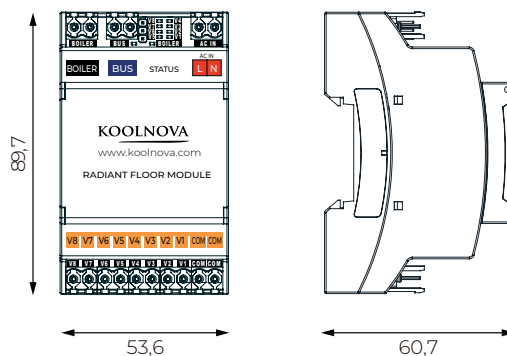 BOILER BUS BOILER AC IN
AC IN
BOILER BUS STATUS L N
KOOLNOVA
www.koolnova.com
RADIANT FLOOR MODULE
V8 V7 V6 V5 V4 V3 V2 V1 COM COM
V8 V7 V6 V5 V4 V3 V2 V1 COM COM
89,7
53,6
60,7